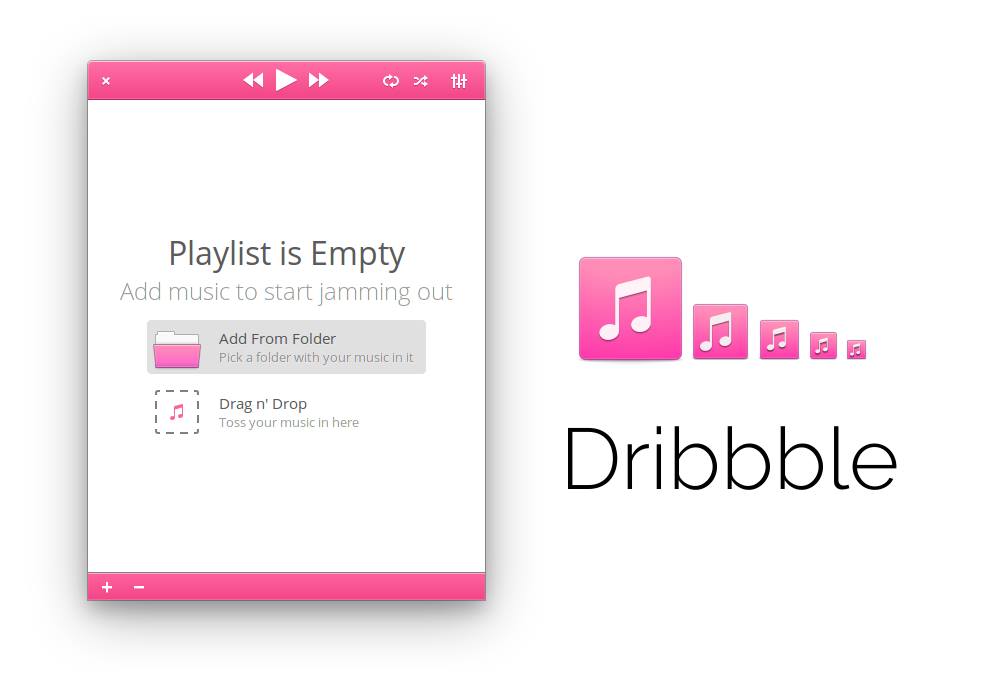 Playlist is Empty
Add music to start jamming out
Add From Folder
Pick a folder with your music in it
Drag n' Drop
Toss your music in here
Dribbble